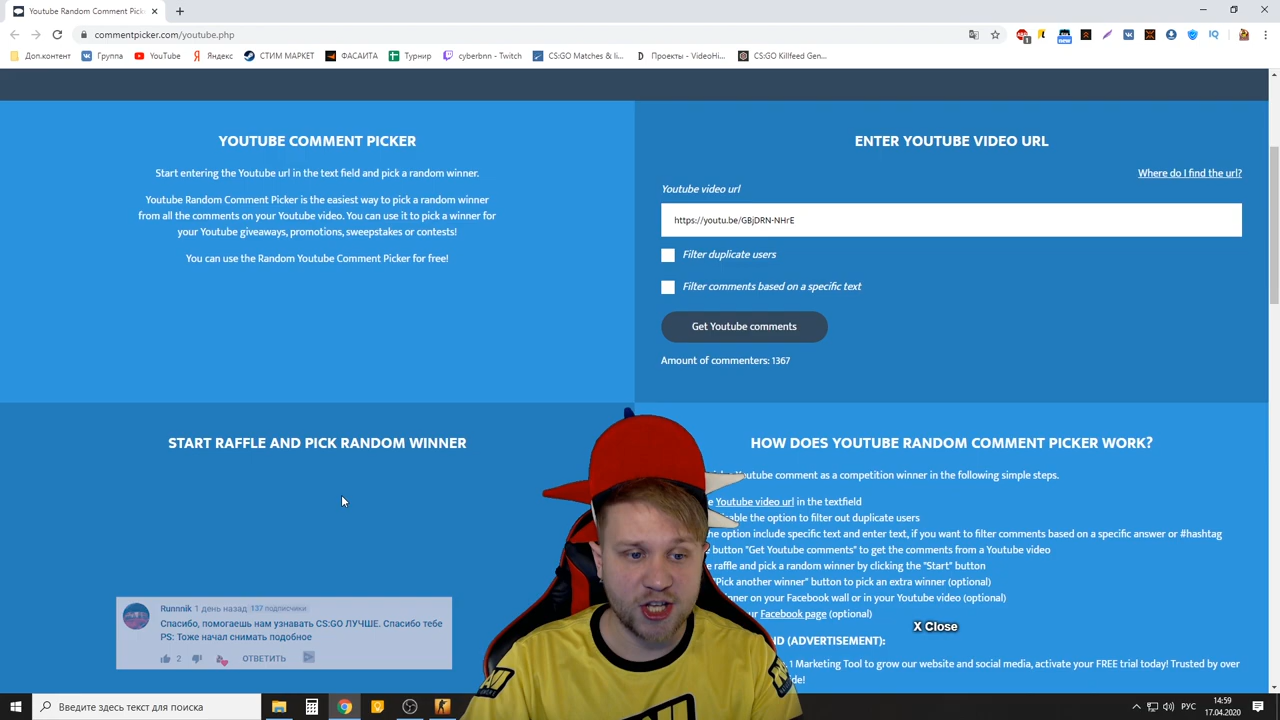 Youtube Random Comment Pick
commentpicker.com/youtube.php
Доп.контент
Группа
YouTube
Яндекс
СТИМ МАРКЕТ
ФАСАИТА
Турнир
cyberbnn - Twitch
CS:GO Matches & li...
Проекты - VideoHi...
CS:GO Killfeed Gen...
YOUTUBE COMMENT PICKER
Start entering the Youtube url in the text field and pick a random winner.
Youtube Random Comment Picker is the easiest way to pick a random winner
from all the comments on your Youtube video. You can use it to pick a winner for
your Youtube giveaways, promotions, sweepstakes or contests!
You can use the Random Youtube Comment Picker for free!
ENTER YOUTUBE VIDEO URL
Where do I find the url?
Youtube video url
https://youtu.be/GBjDRN-NHrE
Filter duplicate users
Filter comments based on a specific text
Get Youtube comments
Amount of commenters: 1367
START RAFFLE AND PICK RANDOM WINNER
HOW DOES YOUTUBE RANDOM COMMENT PICKER WORK?
Youtube comment as a competition winner in the following simple steps.
Youtube video url in the textfield
the option to filter out duplicate users
the option include specific text and enter text, if you want to filter comments based on a specific answer or #hashtag
button "Get Youtube comments" to get the comments from a Youtube video
raffle and pick a random winner by clicking the "Start" button
"Pick another winner" button to pick an extra winner (optional)
on your Facebook wall or in your Youtube video (optional)
Facebook page (optional)
X Close
(ADVERTISEMENT):
1 Marketing Tool to grow our website and social media, activate your FREE trial today! Trusted by over
Runnnik 1 день назад 137 подписчики
Спасибо, помогаешь нам узнавать CS:GO ЛУЧШЕ. Спасибо тебе
PS: Тоже начал снимать подобное
2
ОТВЕТИТЬ
Введите здесь текст для поиска
РУС
14:59
17.04.2020